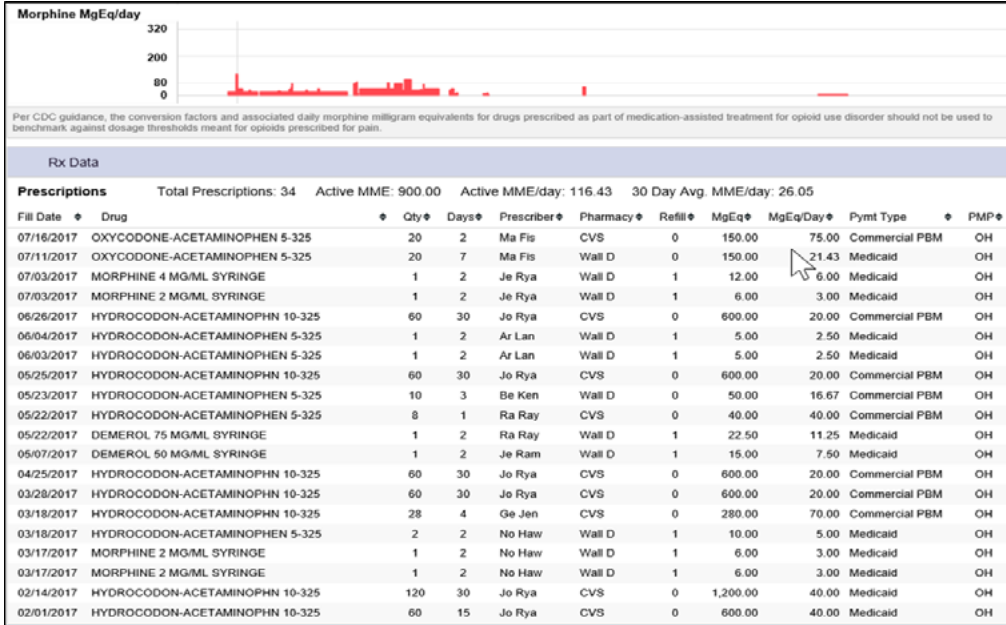 Morphine MgEq/day
320
200
80
0
Per CDC guidance, the conversion factors and associated daily morphine milligram equivalents for drugs prescribed as part of medication-assisted treatment for opioid use disorder should not be used to
benchmark against dosage thresholds meant for opioids prescribed for pain.
Rx Data
Prescriptions Total Prescriptions: 34 Active MME: 900.00 Active MME/day: 116.43 30 Day Avg. MME/day: 26.05
Fill Date Drug Qty Days Prescriber Pharmacy Refill MgEq MgEq/Day Pymt Type PMP
07/16/2017 OXYCODONE-ACETAMINOPHEN 5-325 20 2 Ma Fis CVS 0 150.00 75.00 Commercial PBM OH
07/11/2017 OXYCODONE-ACETAMINOPHEN 5-325 20 7 Ma Fis Wall D 0 150.00 21.43 Medicaid OH
07/03/2017 MORPHINE 4 MG/ML SYRINGE 1 2 Je Rya Wall D 1 12.00 6.00 Medicaid OH
07/03/2017 MORPHINE 2 MG/ML SYRINGE 1 2 Je Rya Wall D 1 6.00 3.00 Medicaid OH
06/26/2017 HYDROCODON-ACETAMINOPHN 10-325 60 30 Jo Rya CVS 0 600.00 20.00 Commercial PBM OH
06/04/2017 HYDROCODON-ACETAMINOPHEN 5-325 1 2 Ar Lan Wall D 1 5.00 2.50 Medicaid OH
06/03/2017 HYDROCODON-ACETAMINOPHEN 5-325 1 2 Ar Lan Wall D 1 5.00 2.50 Medicaid OH
05/25/2017 HYDROCODON-ACETAMINOPHN 10-325 60 30 Jo Rya CVS 0 600.00 20.00 Commercial PBM OH
05/23/2017 HYDROCODON-ACETAMINOPHEN 5-325 10 3 Be Ken Wall D 0 50.00 16.67 Commercial PBM OH
05/22/2017 HYDROCODON-ACETAMINOPHEN 5-325 8 1 Ra Ray CVS 0 40.00 40.00 Commercial PBM OH
05/22/2017 DEMEROL 75 MG/ML SYRINGE 1 2 Ra Ray Wall D 1 22.50 11.25 Medicaid OH
05/07/2017 DEMEROL 50 MG/ML SYRINGE 1 2 Je Ram Wall D 1 15.00 7.50 Medicaid OH
04/25/2017 HYDROCODON-ACETAMINOPHN 10-325 60 30 Jo Rya CVS 0 600.00 20.00 Commercial PBM OH
03/28/2017 HYDROCODON-ACETAMINOPHN 10-325 60 30 Jo Rya CVS 0 600.00 20.00 Commercial PBM OH
03/18/2017 HYDROCODON-ACETAMINOPHN 10-325 28 4 Ge Jen CVS 0 280.00 70.00 Commercial PBM OH
03/18/2017 HYDROCODON-ACETAMINOPHEN 5-325 2 2 No Haw Wall D 1 10.00 5.00 Medicaid OH
03/17/2017 MORPHINE 2 MG/ML SYRINGE 1 2 No Haw Wall D 1 6.00 3.00 Medicaid OH
03/17/2017 MORPHINE 2 MG/ML SYRINGE 1 2 No Haw Wall D 1 6.00 3.00 Medicaid OH
02/14/2017 HYDROCODON-ACETAMINOPHN 10-325 120 30 Jo Rya CVS 0 1,200.00 40.00 Medicaid OH
02/01/2017 HYDROCODON-ACETAMINOPHN 10-325 60 15 Jo Rya CVS 0 600.00 40.00 Medicaid OH